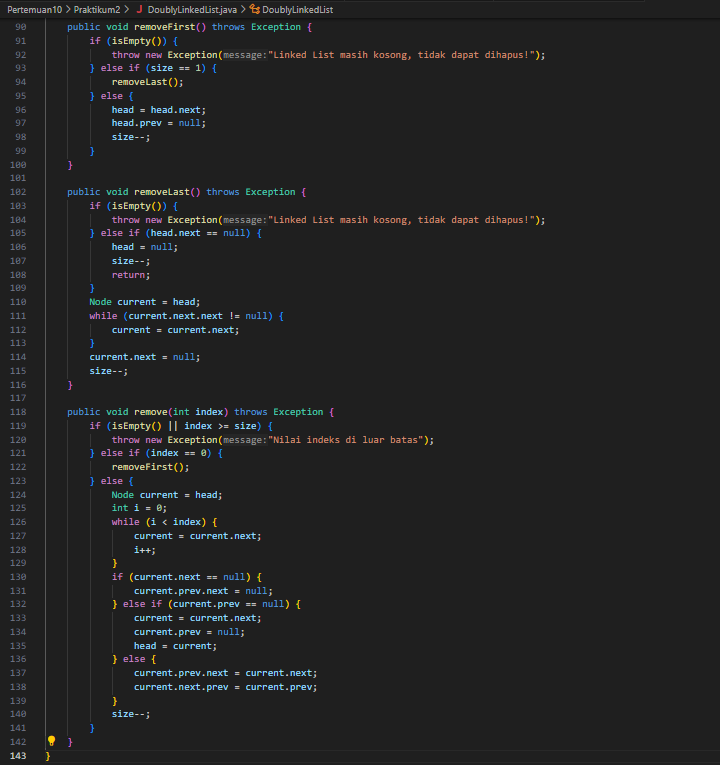 Pertemuan10 > Praktikum2 > J DoublyLinkedList.java > DoublyLinkedList
90 public void removeFirst() throws Exception {
91 if (isEmpty()) {
92 throw new Exception(message:"Linked List masih kosong, tidak dapat dihapus!");
93 } else if (size == 1) {
94 removeLast();
95 } else {
96 head = head.next;
97 head.prev = null;
98 size--;
99 }
100 }
101
102 public void removeLast() throws Exception {
103 if (isEmpty()) {
104 throw new Exception(message:"Linked List masih kosong, tidak dapat dihapus!");
105 } else if (head.next == null) {
106 head = null;
107 size--;
108 return;
109 }
110 Node current = head;
111 while (current.next.next != null) {
112 current = current.next;
113 }
114 current.next = null;
115 size--;
116 }
117
118 public void remove(int index) throws Exception {
119 if (isEmpty() || index >= size) {
120 throw new Exception(message:"Nilai indeks di luar batas");
121 } else if (index == 0) {
122 removeFirst();
123 } else {
124 Node current = head;
125 int i = 0;
126 while (i < index) {
127 current = current.next;
128 i++;
129 }
130 if (current.next == null) {
131 current.prev.next = null;
132 } else if (current.prev == null) {
133 current = current.next;
134 current.prev = null;
135 head = current;
136 } else {
137 current.prev.next = current.next;
138 current.next.prev = current.prev;
139 }
140 size--;
141 }
142 }
143 }